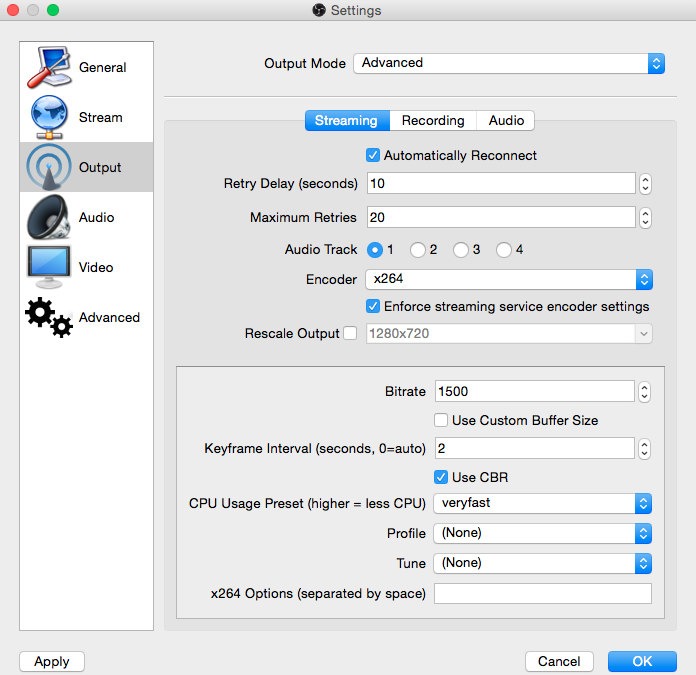 Settings
General
Stream
Output
Audio
Video
Advanced
Output Mode Advanced
Streaming Recording Audio
Automatically Reconnect
Retry Delay (seconds) 10
Maximum Retries 20
Audio Track 1 2 3 4
Encoder x264
Enforce streaming service encoder settings
Rescale Output 1280x720
Bitrate 1500
Use Custom Buffer Size
Keyframe Interval (seconds, 0=auto) 2
Use CBR
CPU Usage Preset (higher = less CPU) veryfast
Profile (None)
Tune (None)
x264 Options (separated by space)
Apply Cancel OK